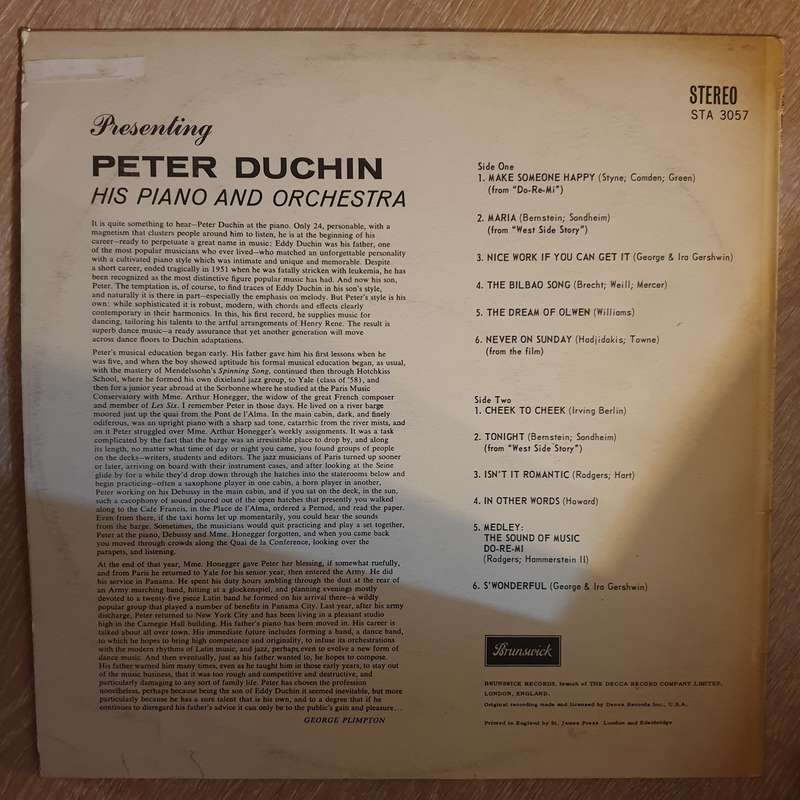 STEREO
STA 3057
Presenting
PETER DUCHIN
HIS PIANO AND ORCHESTRA
It is quite something to hear—Peter Duchin at the piano. Only 24, personable, with a
magnetism that clusters people around him to listen, he is at the beginning of his
career—ready to perpetuate a great name in music: Eddy Duchin was his father, one
of the most popular musicians who ever lived—who matched an unforgettable personality
with a cultivated piano style which was intimate and unique and memorable. Despite
a short career, ended tragically in 1951 when he was fatally stricken with leukemia, he has
been recognized as the most distinctive figure popular music has had. And now his son,
Peter. The temptation is, of course, to find traces of Eddy Duchin in his son's style,
and naturally it is there in part—especially the emphasis on melody. But Peter's style is his
own: while sophisticated it is robust, modern, with chords and effects clearly
contemporary in their harmonics. In this, his first record, he supplies music for
dancing, tailoring his talents to the artful arrangements of Henry Rene. The result is
superb dance music—a ready assurance that yet another generation will move
across dance floors to Duchin adaptations.
Peter's musical education began early. His father gave him his first lessons when he
was five, and when the boy showed aptitude his formal musical education began, as usual,
with the mastery of Mendelssohn's Spinning Song, continued then through Hotchkiss
School, where he formed his own dixieland jazz group, to Yale (class of '58), and
then for a junior year abroad at the Sorbonne where he studied at the Paris Music
Conservatory with Mme. Arthur Honegger, the widow of the great French composer
and member of Les Six. I remember Peter in those days. He lived on a river barge
moored just up the quai from the Pont de l'Alma. In the main cabin, dark, and finely
odiferous, was an upright piano with a sharp sad tone, catarrhic from the river mists, and
on it Peter struggled over Mme. Arthur Honegger's weekly assignments. It was a task
complicated by the fact that the barge was an irresistible place to drop by, and along
its length, no matter what time of day or night you came, you found groups of people
on the decks—writers, students and editors. The jazz musicians of Paris turned up sooner
or later, arriving on board with their instrument cases, and after looking at the Seine
glide by for a while they'd drop down through the hatches into the staterooms below and
begin practicing—often a saxophone player in one cabin, a horn player in another,
Peter working on his Debussy in the main cabin, and if you sat on the deck, in the sun,
such a cacophony of sound poured out of the open hatches that presently you walked
along to the Cafe Francis, in the Place de l'Alma, ordered a Pernod, and read the paper.
Even from there, if the taxi horns let up momentarily, you could hear the sounds
from the barge. Sometimes, the musicians would quit practicing and play a set together,
Peter at the piano, Debussy and Mme. Honegger forgotten, and when you came back
you moved through crowds along the Quai de la Conference, looking over the
parapets, and listening.
At the end of that year, Mme. Honegger gave Peter her blessing, if somewhat ruefully,
and from Paris he returned to Yale for his senior year, then entered the Army. He did
his service in Panama. He spent his duty hours ambling through the dust at the rear of
an Army marching band, hitting at a glockenspiel, and planning evenings mostly
devoted to a twenty-five piece Latin band he formed on his arrival there—a wildly
popular group that played a number of benefits in Panama City. Last year, after his army
discharge, Peter returned to New York City and has been living in a pleasant studio
high in the Carnegie Hall building. His father's piano has been moved in. His career is
talked about all over town. His immediate future includes forming a band, a dance band,
to which he hopes to bring high competence and originality, to infuse its orchestrations
with the modern rhythms of Latin music, and jazz, perhaps even to evolve a new form of
dance music. And then eventually, just as his father wanted to, he hopes to compose.
His father warned him many times, even as he taught him in those early years, to stay out
of the music business, that it was too rough and competitive and destructive, and
particularly damaging to any sort of family life. Peter has chosen the profession
nonetheless, perhaps because being the son of Eddy Duchin it seemed inevitable, but more
particularly because he has a sure talent that is his own, and to a degree that if he
continues to disregard his father's advice it can only be to the public's gain and pleasure...
GEORGE PLIMPTON
Side One
1. MAKE SOMEONE HAPPY (Styne; Comden; Green)
(from "Do-Re-Mi")
2. MARIA (Bernstein; Sondheim)
(from "West Side Story")
3. NICE WORK IF YOU CAN GET IT (George & Ira Gershwin)
4. THE BILBAO SONG (Brecht; Weill; Mercer)
5. THE DREAM OF OLWEN (Williams)
6. NEVER ON SUNDAY (Hadjidakis; Towne)
(from the film)
Side Two
1. CHEEK TO CHEEK (Irving Berlin)
2. TONIGHT (Bernstein; Sondheim)
(from "West Side Story")
3. ISN'T IT ROMANTIC (Rodgers; Hart)
4. IN OTHER WORDS (Howard)
5. MEDLEY:
THE SOUND OF MUSIC
DO-RE-MI
(Rodgers; Hammerstein II)
6. S'WONDERFUL (George & Ira Gershwin)
Brunswick
BRUNSWICK RECORDS, branch of THE DECCA RECORD COMPANY LIMITED,
LONDON, ENGLAND.
Original recording made and licensed by Decca Records Inc., U.S.A.
Printed in England by St. James Press London and Edenbridge